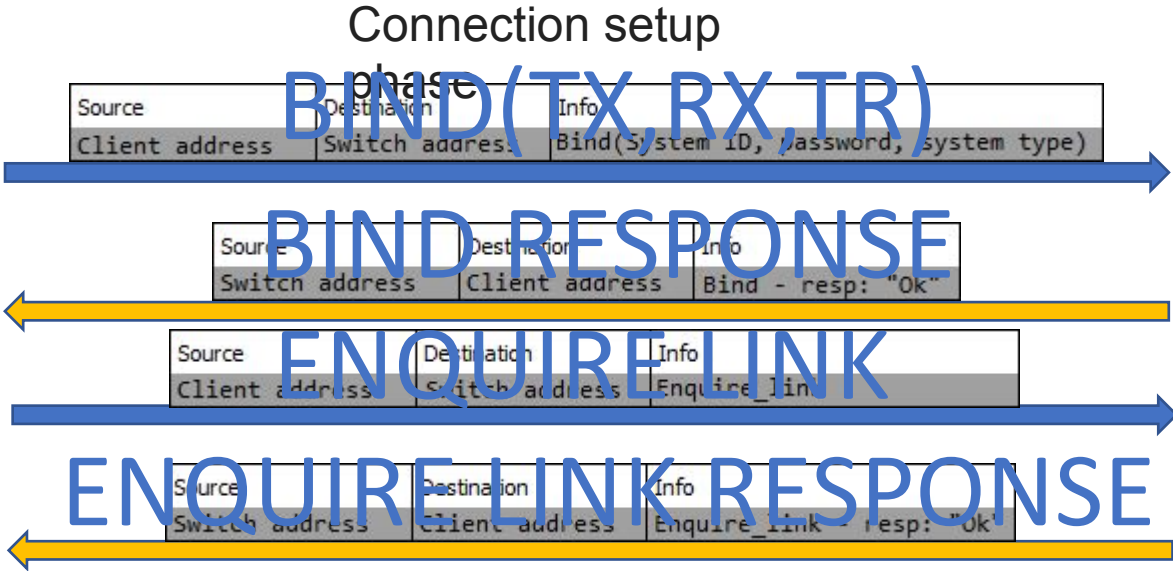 Connection setup
phase
BIND(TX,RX,TR)
Source Destination Info
Client address Switch address Bind(System ID, password, system type)
BIND RESPONSE
Source Destination Info
Switch address Client address Bind - resp: "Ok"
ENQUIRE LINK
Source Destination Info
Client address Switch address Enquire_link
ENQUIRE LINK RESPONSE
Source Destination Info
Switch address Client address Enquire_link - resp: "Ok"